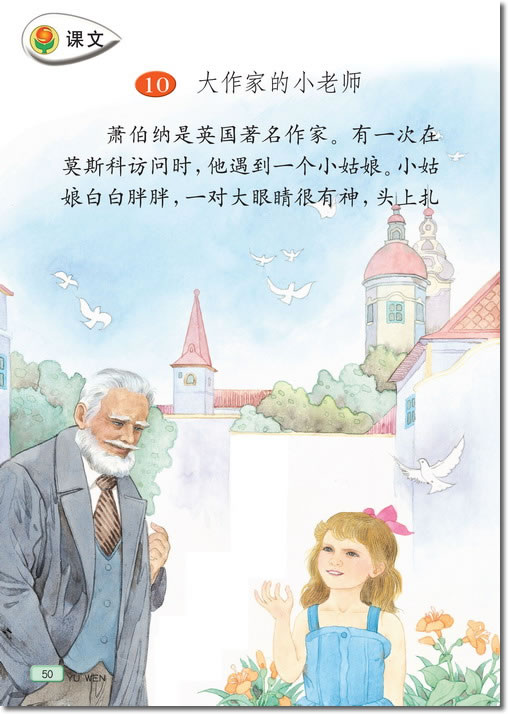 课文
10 大作家的小老师
萧伯纳是英国著名作家。有一次在
莫斯科访问时，他遇到一个小姑娘。小姑
娘白白胖胖，一对大眼睛很有神，头上扎
50
YU WEN